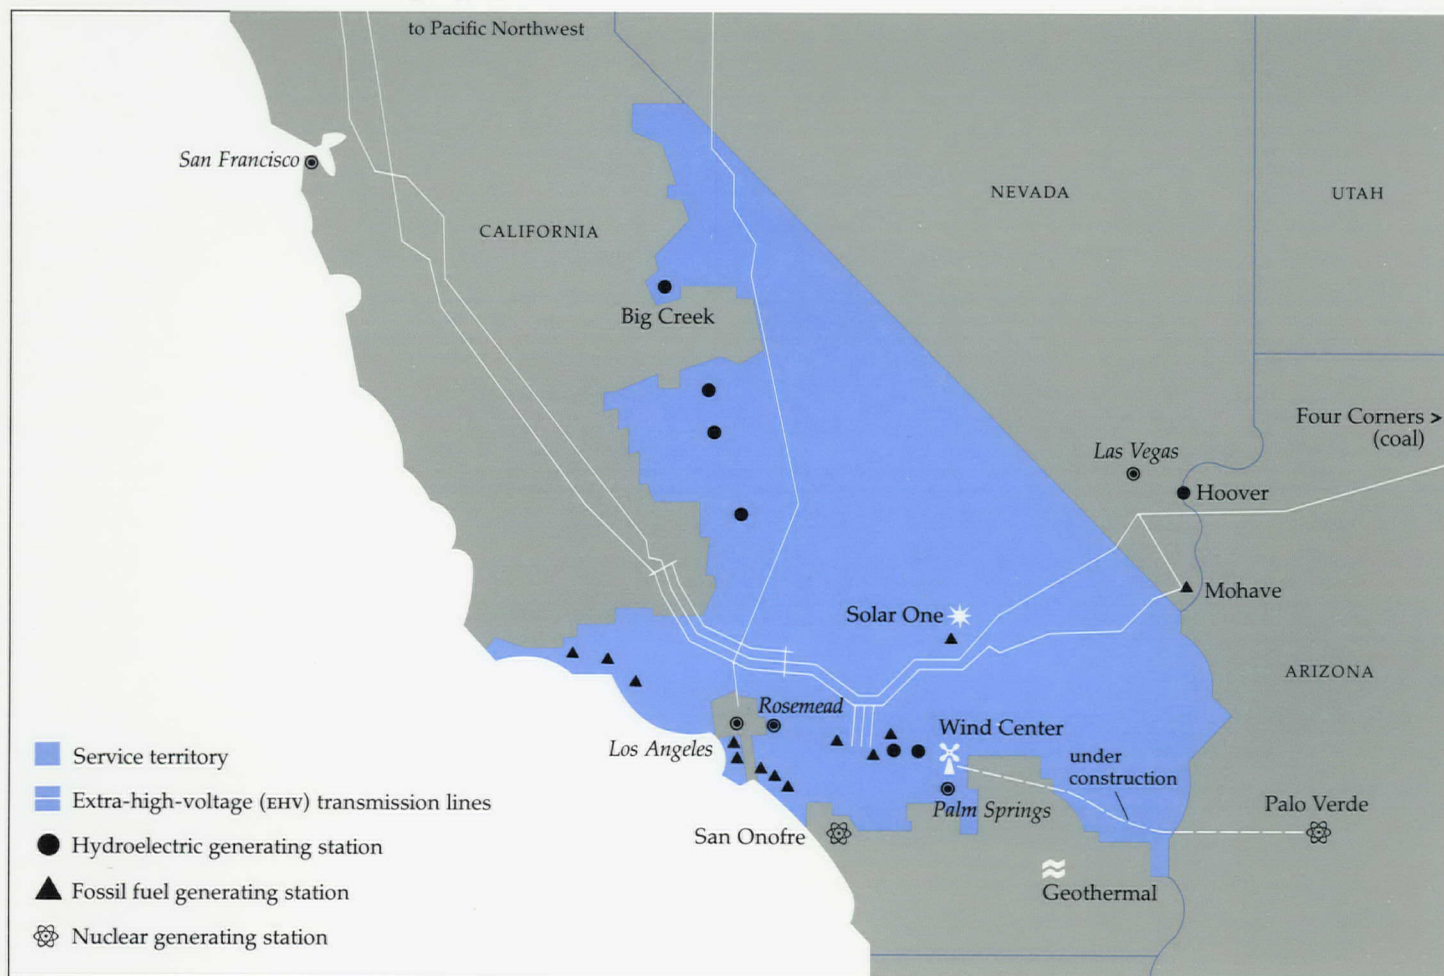 to Pacific Northwest
San Francisco
NEVADA
UTAH
CALIFORNIA
Big Creek
Four Corners >
(coal)
Las Vegas
Hoover
Mohave
Solar One
ARIZONA
Rosemead
Los Angeles
Wind Center
under
construction
Palm Springs
Palo Verde
San Onofre
Geothermal
Service territory
Extra-high-voltage (EHV) transmission lines
Hydroelectric generating station
Fossil fuel generating station
Nuclear generating station